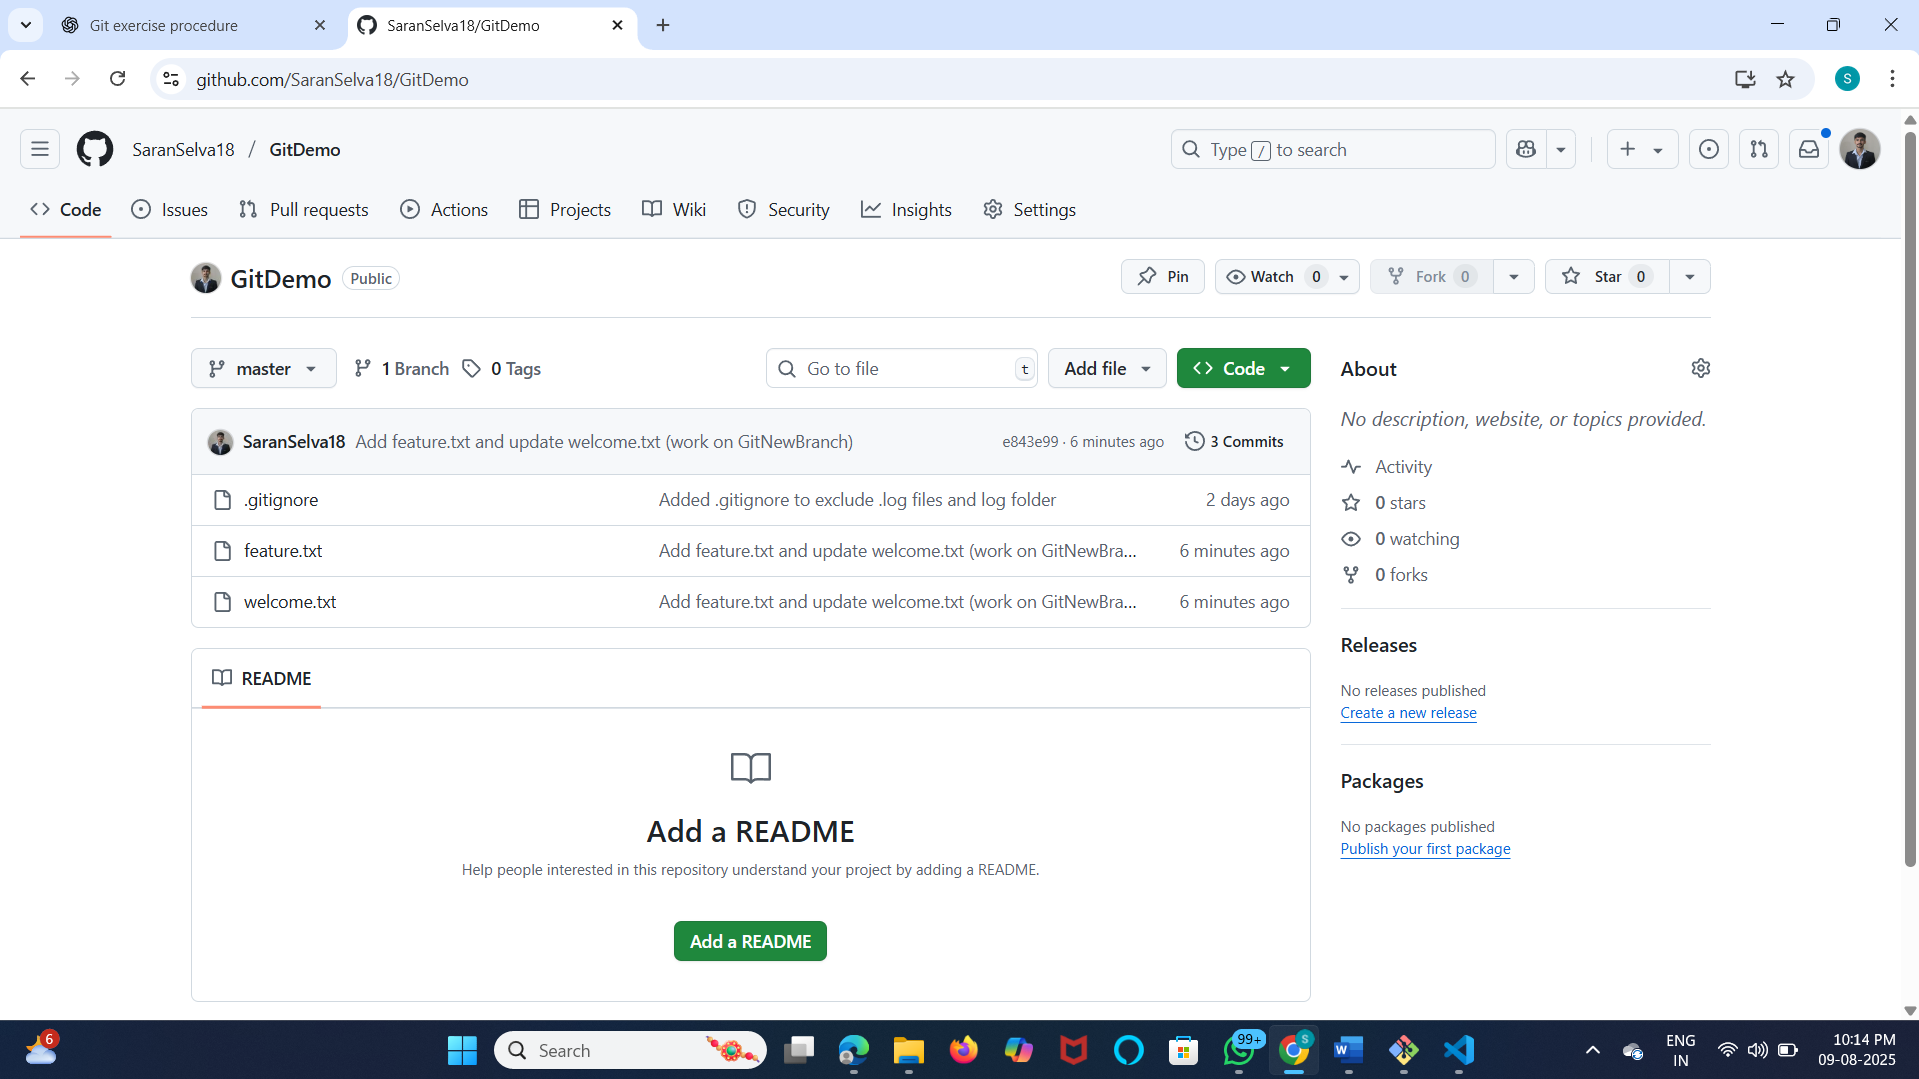 Git exercise procedure
SaranSelva18/GitDemo
github.com/SaranSelva18/GitDemo
S
SaranSelva18 / GitDemo
Type / to search
Code
Issues
Pull requests
Actions
Projects
Wiki
Security
Insights
Settings
GitDemo
Public
Pin
Watch 0
Fork 0
Star 0
master
1 Branch
0 Tags
Go to file
t
Add file
Code
SaranSelva18 Add feature.txt and update welcome.txt (work on GitNewBranch)
e843e99 · 6 minutes ago
3 Commits
.gitignore
Added .gitignore to exclude .log files and log folder
2 days ago
feature.txt
Add feature.txt and update welcome.txt (work on GitNewBra...
6 minutes ago
welcome.txt
Add feature.txt and update welcome.txt (work on GitNewBra...
6 minutes ago
README
Add a README
Help people interested in this repository understand your project by adding a README.
Add a README
About
No description, website, or topics provided.
Activity
0 stars
0 watching
0 forks
Releases
No releases published
Create a new release
Packages
No packages published
Publish your first package
6
Search
99+
S
W
ENG
IN
10:14 PM
09-08-2025